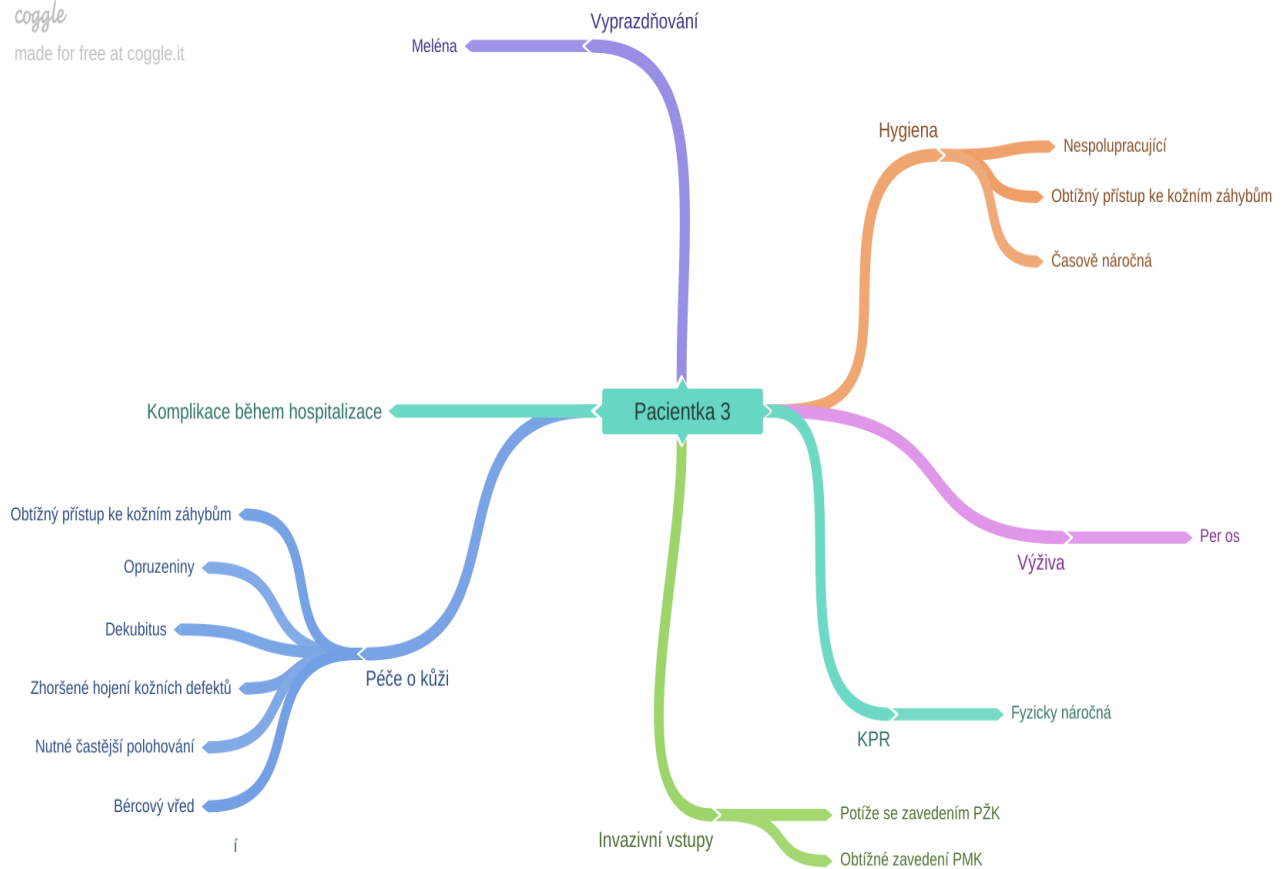 coggle
made for free at coggle.it
Vyprazdňování
Meléna
Hygiena
Nespolupracující
Obtížný přístup ke kožním záhybům
Časově náročná
Pacientka 3
Komplikace během hospitalizace
Obtížný přístup ke kožním záhybům
Opruzeniny
Dekubitus
Zhoršené hojení kožních defektů
Nutné častější polohování
Bércový vřed
í
Péče o kůži
Výživa
Per os
KPR
Fyzicky náročná
Invazivní vstupy
Potíže se zavedením PŽK
Obtížné zavedení PMK